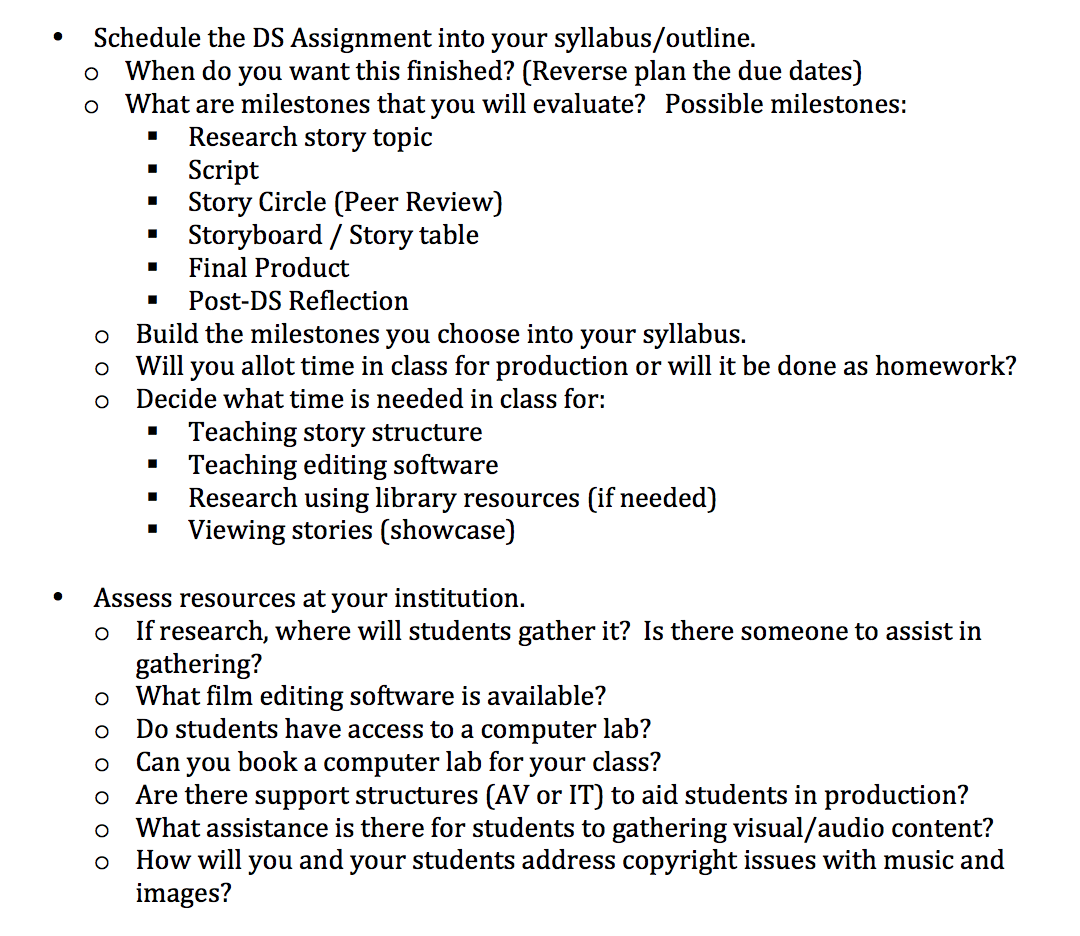 • Schedule the DS Assignment into your syllabus/outline.
o When do you want this finished? (Reverse plan the due dates)
o What are milestones that you will evaluate? Possible milestones:
▪ Research story topic
▪ Script
▪ Story Circle (Peer Review)
▪ Storyboard / Story table
▪ Final Product
▪ Post-DS Reflection
o Build the milestones you choose into your syllabus.
o Will you allot time in class for production or will it be done as homework?
o Decide what time is needed in class for:
▪ Teaching story structure
▪ Teaching editing software
▪ Research using library resources (if needed)
▪ Viewing stories (showcase)
• Assess resources at your institution.
o If research, where will students gather it? Is there someone to assist in
gathering?
o What film editing software is available?
o Do students have access to a computer lab?
o Can you book a computer lab for your class?
o Are there support structures (AV or IT) to aid students in production?
o What assistance is there for students to gathering visual/audio content?
o How will you and your students address copyright issues with music and
images?